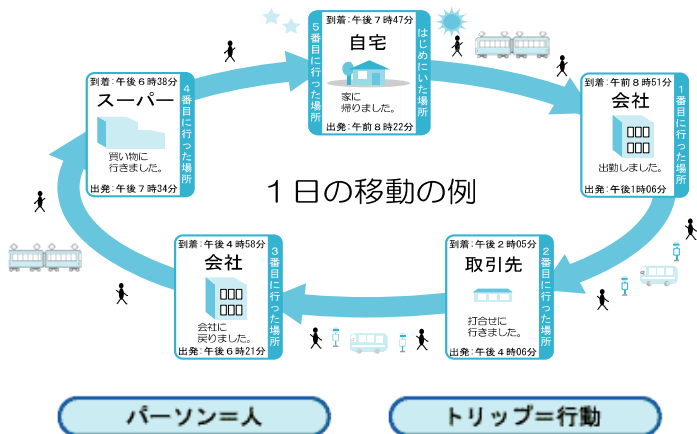 到着：午後７時47分
自宅
家に
帰りました。
出発：午前８時22分
はじめにいた場所
５番目に行った場所
到着：午前８時51分
会社
出勤しました。
出発：午後1時06分
１番目に行った場所
到着：午後２時05分
取引先
打合せに
行きました。
出発：午後４時06分
２番目に行った場所
到着：午後４時58分
会社
会社に
戻りました。
出発：午後６時21分
３番目に行った場所
到着：午後６時38分
スーパー
買い物に
行きました。
出発：午後７時34分
４番目に行った場所
１日の移動の例
パーソン＝人
トリップ＝行動